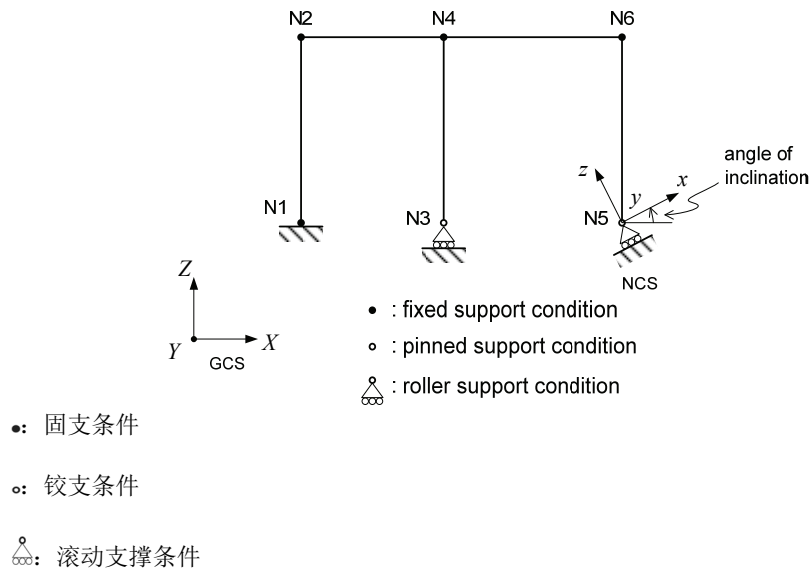 N2
N4
N6
angle of
inclination
z
y
x
N1
N3
N5
NCS
Z
Y
X
GCS
● : fixed support condition
○ : pinned support condition
: roller support condition
●: 固支条件
○: 铰支条件
: 滚动支撑条件